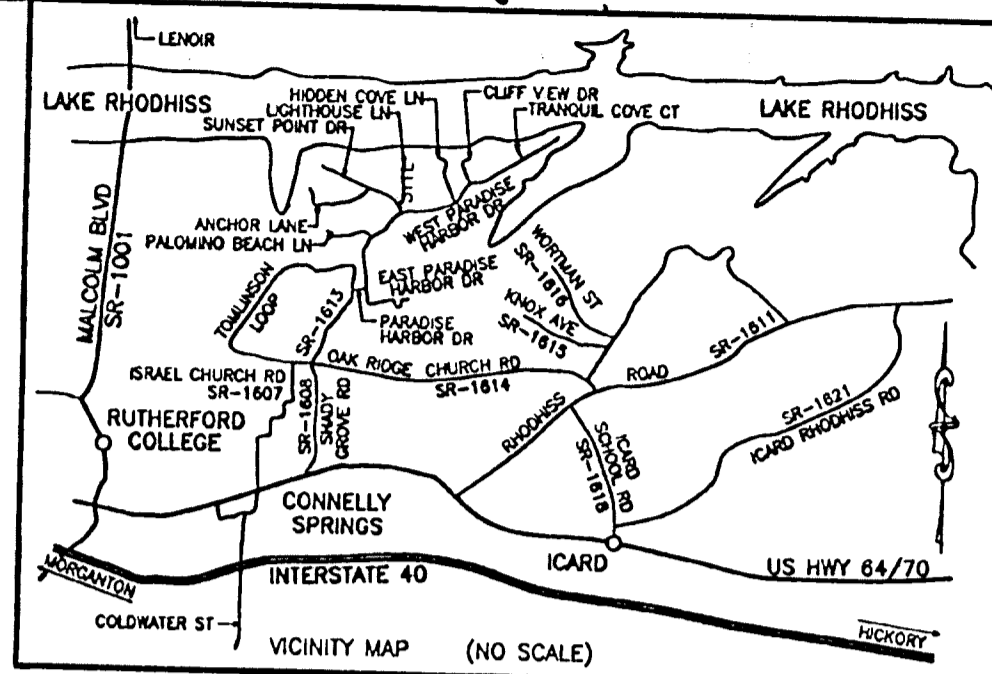 LENOIR
LAKE RHODHISS
HIDDEN COVE LN
CLIFF VEW DR
LIGHTHOUSE LN
TRANQUIL COVE CT
SUNSET POINT DR
LAKE RHODHISS
SITE
MALCOLM BLVD
SR-1001
ANCHOR LANE
PALOMINO BEACH LN
WEST PARADISE
HARBOR DR
WORTMAN ST
SR-1616
EAST PARADISE
HARBOR DR
TOMLINSON
LOOP
SR-1613
KNOX AVE
SR-1615
PARADISE
HARBOR DR
SR-1611
ISRAEL CHURCH RD
SR-1607
OAK RIDGE CHURCH RD
SR-1614
RHODHISS ROAD
SR-1608
SHADY
GROVE RD
RUTHERFORD
COLLEGE
ICARD
SCHOOL RD
SR-1618
SR-1621
ICARD RHODHISS RD
CONNELLY
SPRINGS
ICARD
US HWY 64/70
MORGANTON
INTERSTATE 40
COLDWATER ST
HICKORY
VICINITY MAP (NO SCALE)